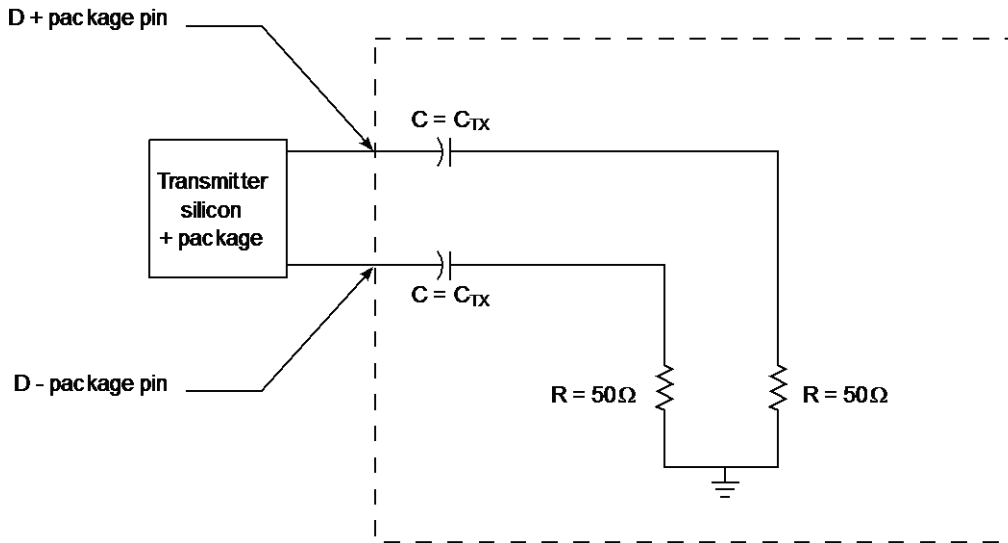 D + package pin
C = CTX
Transmitter
silicon
+ package
C = CTX
D - package pin
R = 50Ω
R = 50Ω